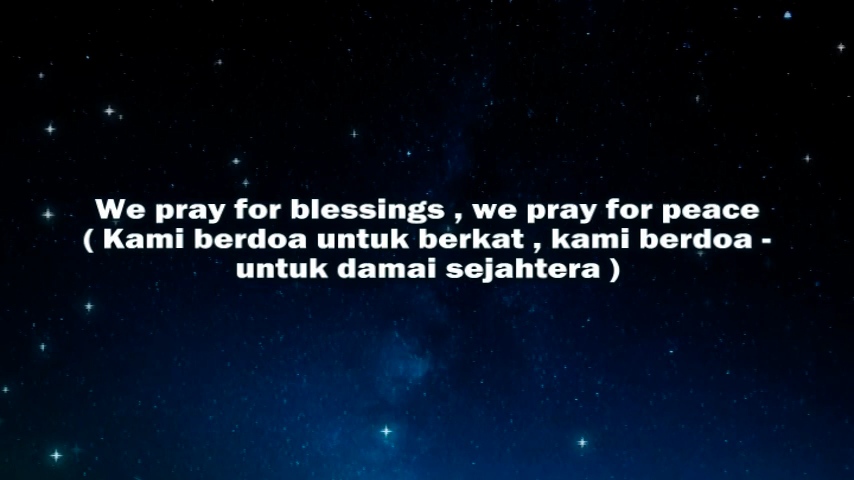 We pray for blessings , we pray for peace
( Kami berdoa untuk berkat , kami berdoa -
untuk damai sejahtera )